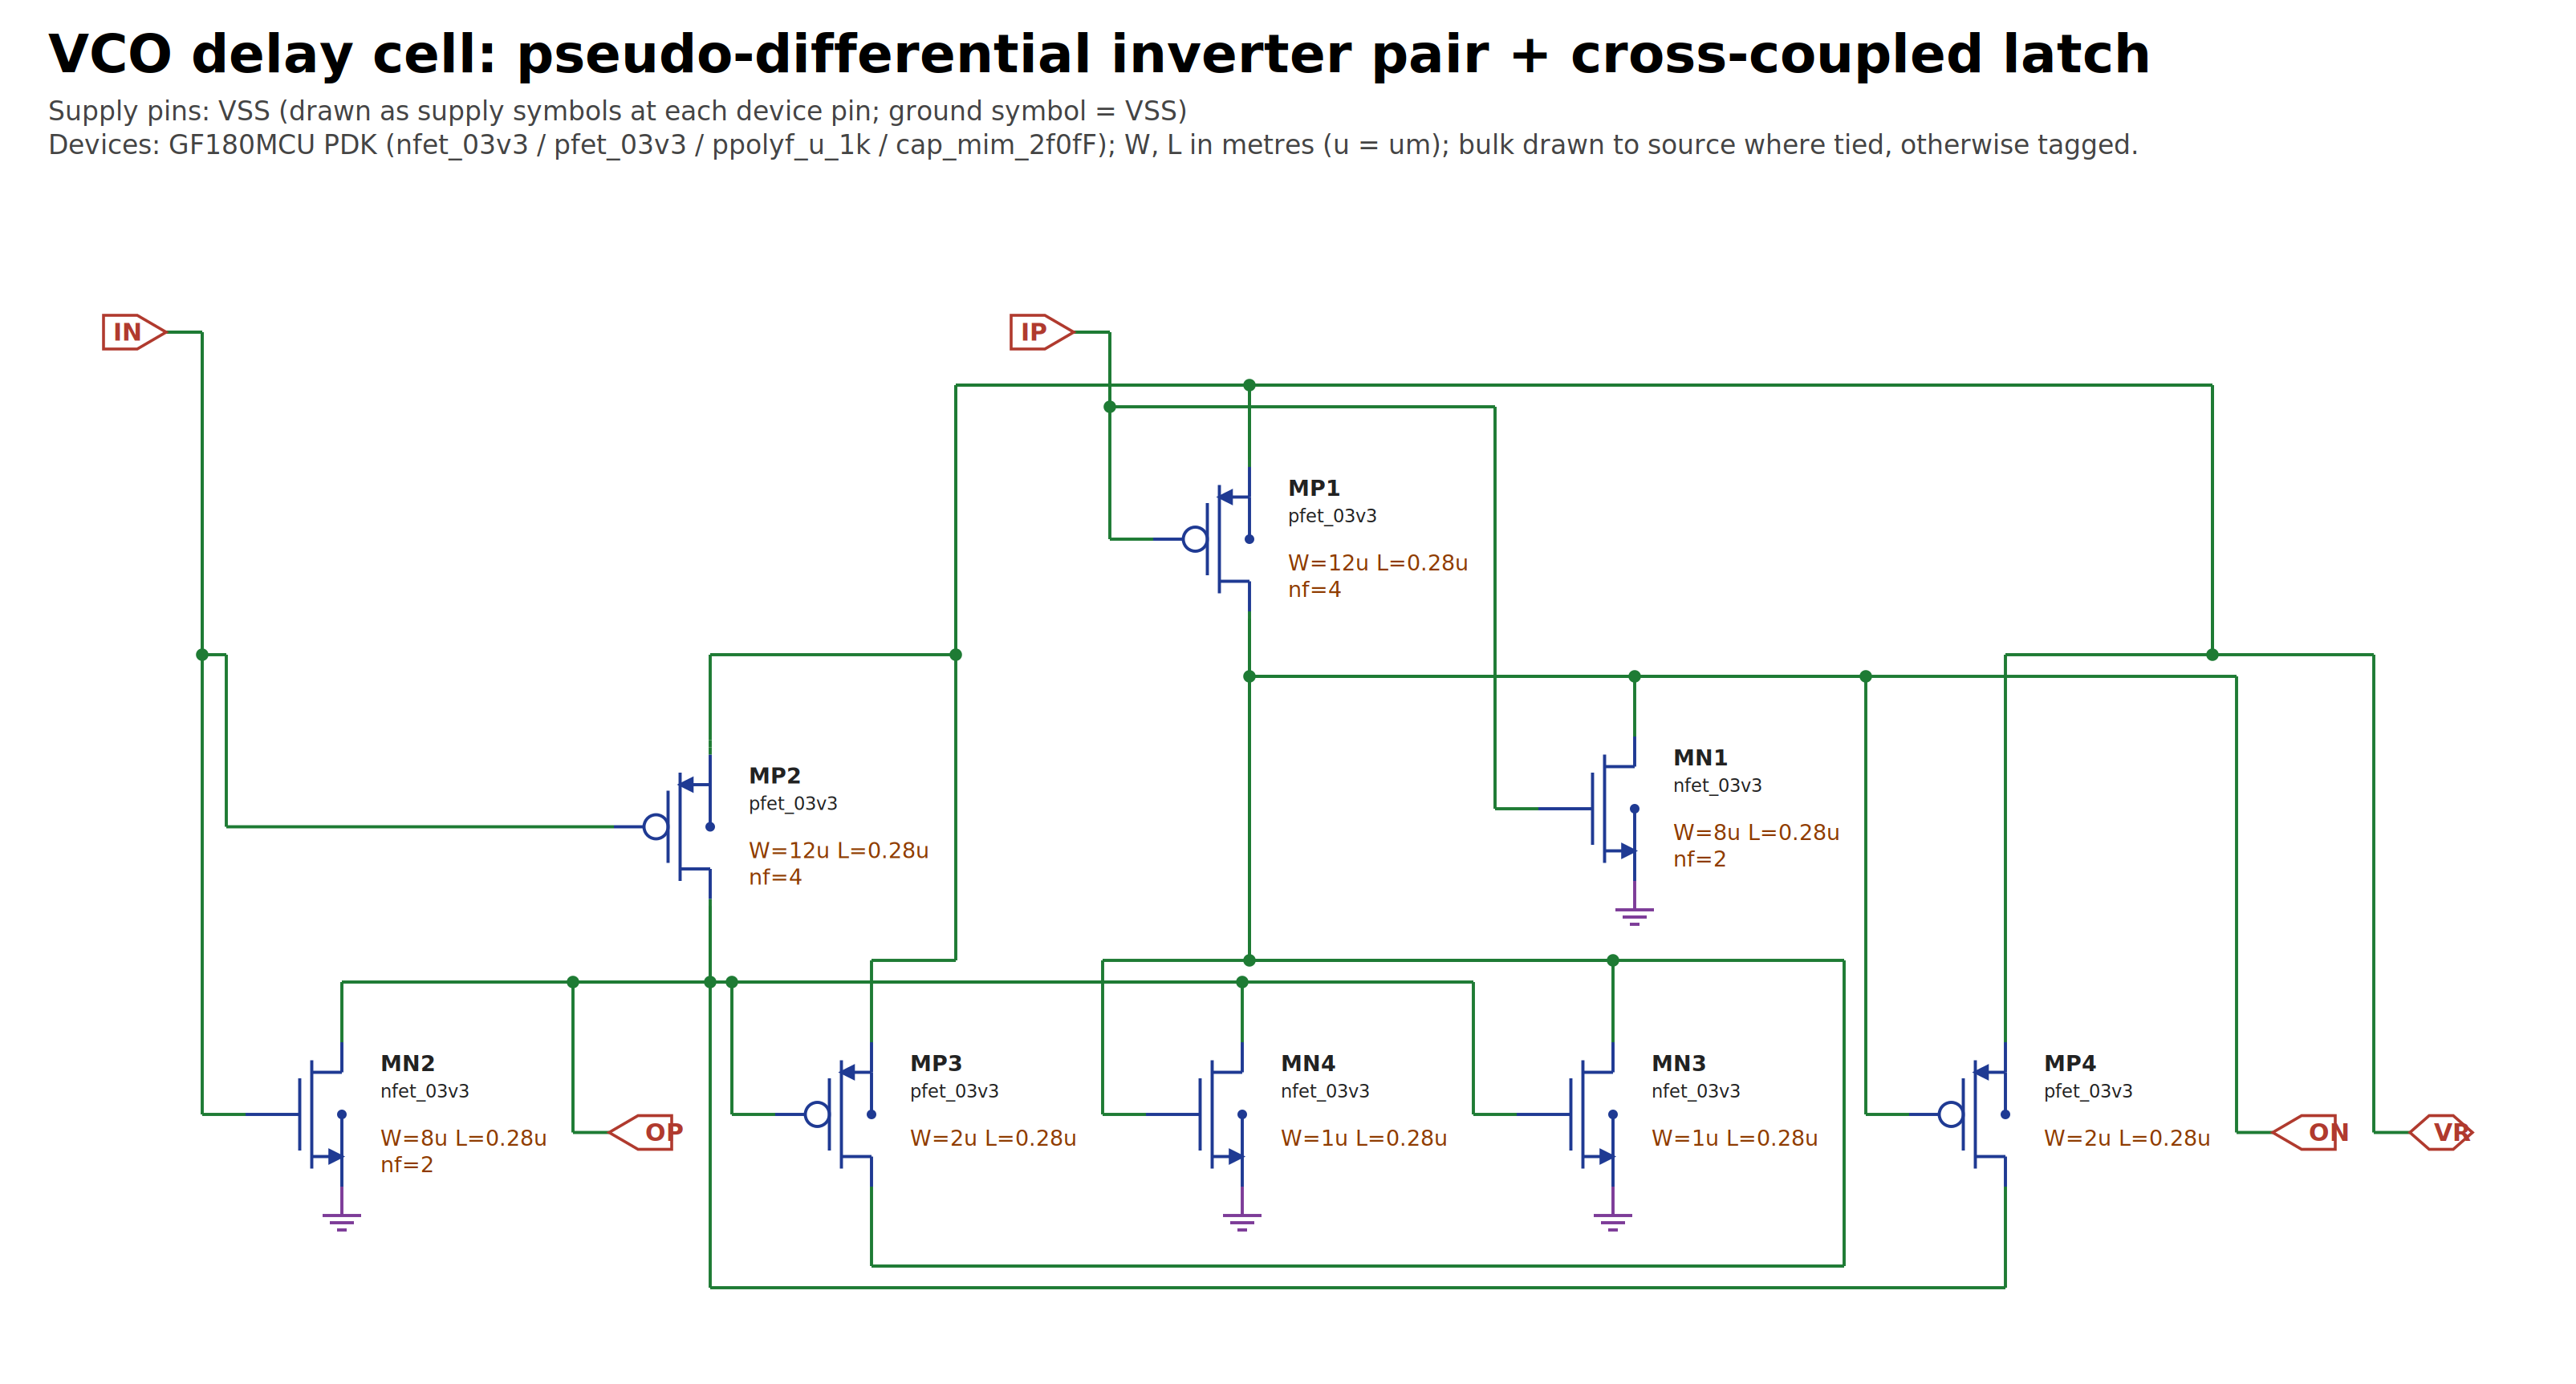 VCO delay cell: pseudo-differential inverter pair + cross-coupled latch
Supply pins: VSS (drawn as supply symbols at each device pin; ground symbol = VSS)
Devices: GF180MCU PDK (nfet_03v3 / pfet_03v3 / ppolyf_u_1k / cap_mim_2f0fF); W, L in metres (u = um); bulk drawn to source where tied, otherwise tagged.
IN
IP
MP1
pfet_03v3
W=12u L=0.28u
nf=4
MP2
pfet_03v3
W=12u L=0.28u
nf=4
MN1
nfet_03v3
W=8u L=0.28u
nf=2
MN2
nfet_03v3
W=8u L=0.28u
nf=2
OP
MP3
pfet_03v3
W=2u L=0.28u
MN4
nfet_03v3
W=1u L=0.28u
MN3
nfet_03v3
W=1u L=0.28u
MP4
pfet_03v3
W=2u L=0.28u
ON
VR